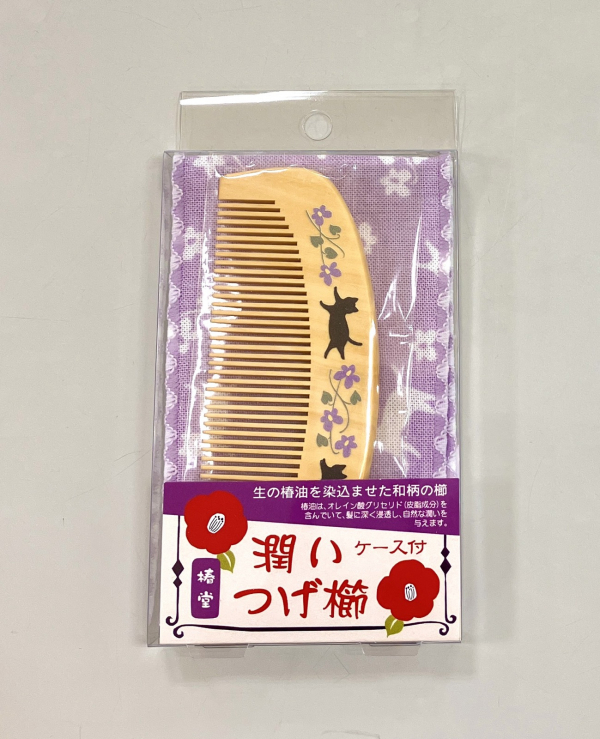 生の椿油を染込ませた和柄の櫛
椿油は、オレイン酸グリセリド(皮脂成分)を
含んでいて、髪に深く浸透し、自然な潤いを
与えます。
潤い ケース付
つげ櫛
椿堂